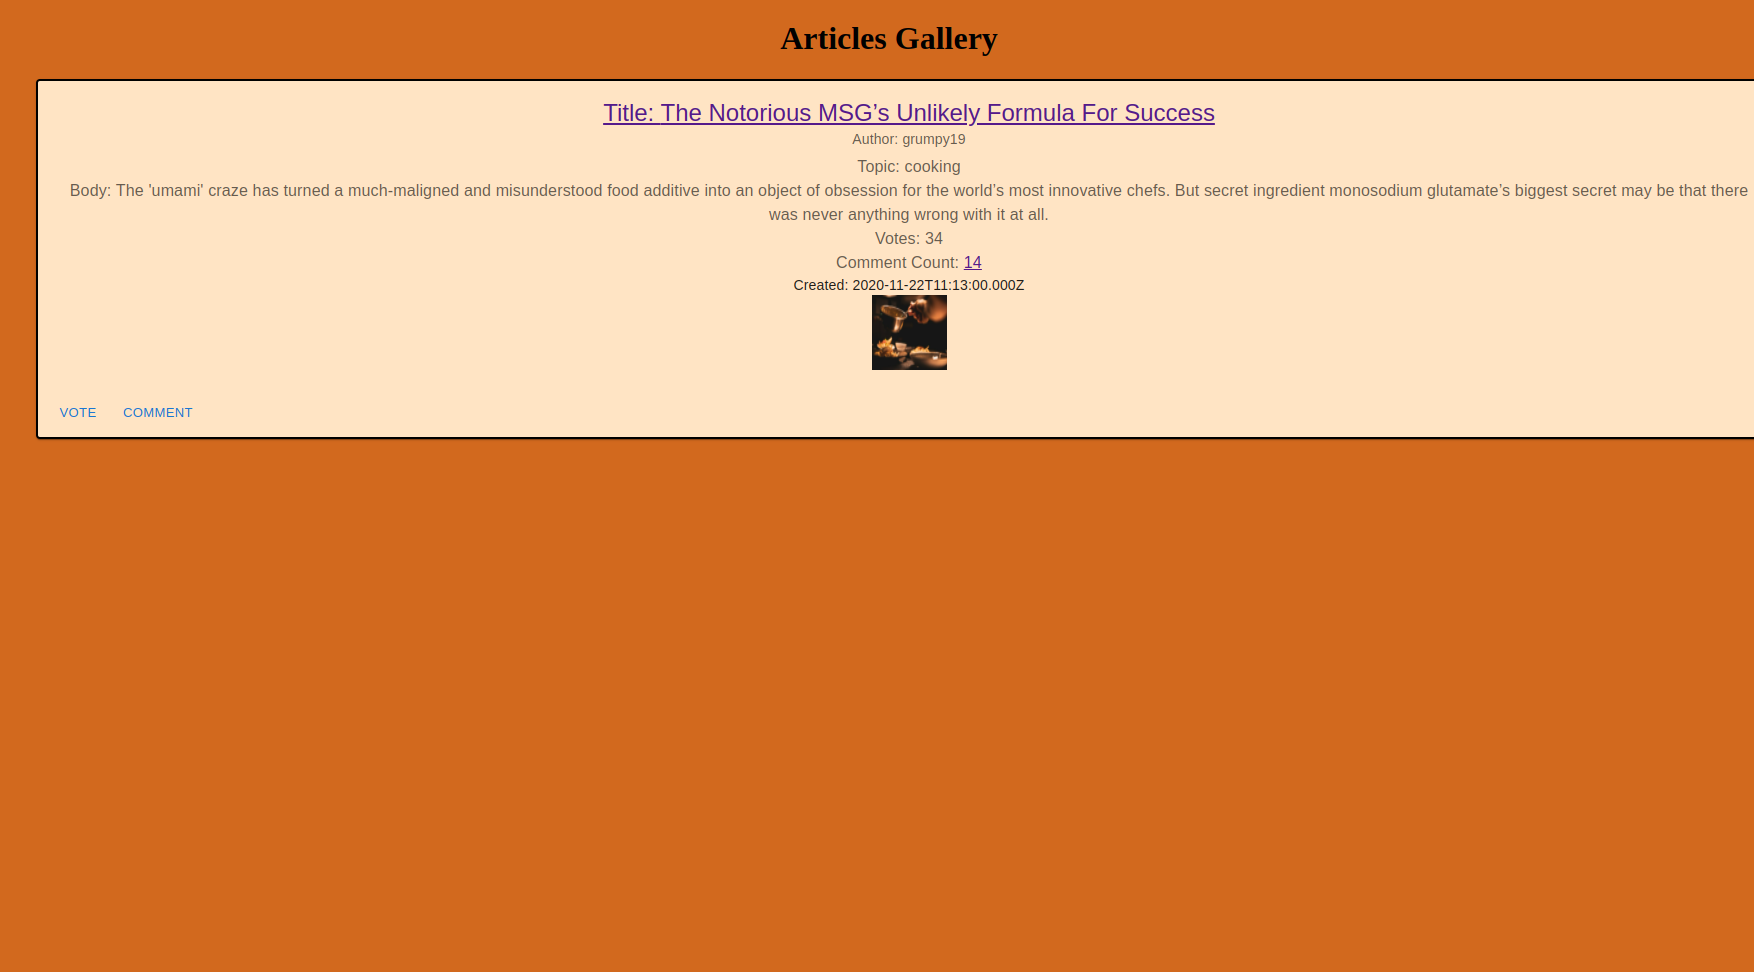 Articles Gallery
Title: The Notorious MSG’s Unlikely Formula For Success
Author: grumpy19
Topic: cooking
Body: The 'umami' craze has turned a much-maligned and misunderstood food additive into an object of obsession for the world’s most innovative chefs. But secret ingredient monosodium glutamate’s biggest secret may be that there
was never anything wrong with it at all.
Votes: 34
Comment Count: 14
Created: 2020-11-22T11:13:00.000Z
VOTE COMMENT